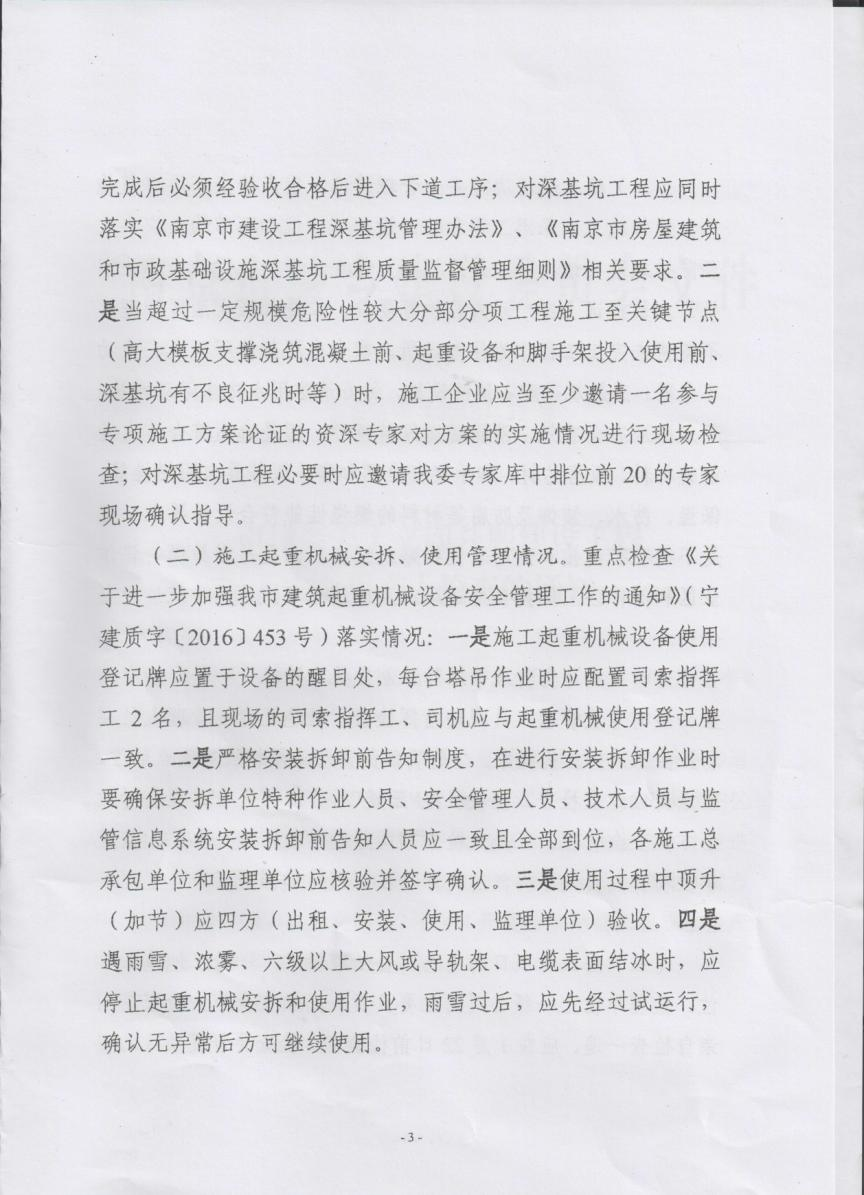 完成后必须经验收合格后进入下道工序；对深基坑工程应同时
落实《南京市建设工程深基坑管理办法》、《南京市房屋建筑
和市政基础设施深基坑工程质量监督管理细则》相关要求。二
是当超过一定规模危险性较大分部分项工程施工至关键节点
（高大模板支撑浇筑混凝土前、起重设备和脚手架投入使用前、
深基坑有不良征兆时等）时，施工企业应当至少邀请一名参与
专项施工方案论证的资深专家对方案的实施情况进行现场检
查；对深基坑工程必要时应邀请我委专家库中排位前20的专家
现场确认指导。
（二）施工起重机械安拆、使用管理情况。重点检查《关
于进一步加强我市建筑起重机械设备安全管理工作的通知》（宁
建质字〔2016〕453号）落实情况：一是施工起重机械设备使用
登记牌应置于设备的醒目处，每台塔吊作业时应配置司索指挥
工2名，且现场的司索指挥工、司机应与起重机械使用登记牌
一致。二是严格安装拆卸前告知制度，在进行安装拆卸作业时
要确保安拆单位特种作业人员、安全管理人员、技术人员与监
管信息系统安装拆卸前告知人员应一致且全部到位，各施工总
承包单位和监理单位应核验并签字确认。三是使用过程中顶升
（加节）应四方（出租、安装、使用、监理单位）验收。四是
遇雨雪、浓雾、六级以上大风或导轨架、电缆表面结冰时，应
停止起重机械安拆和使用作业，雨雪过后，应先经过试运行，
确认无异常后方可继续使用。
- 3 -